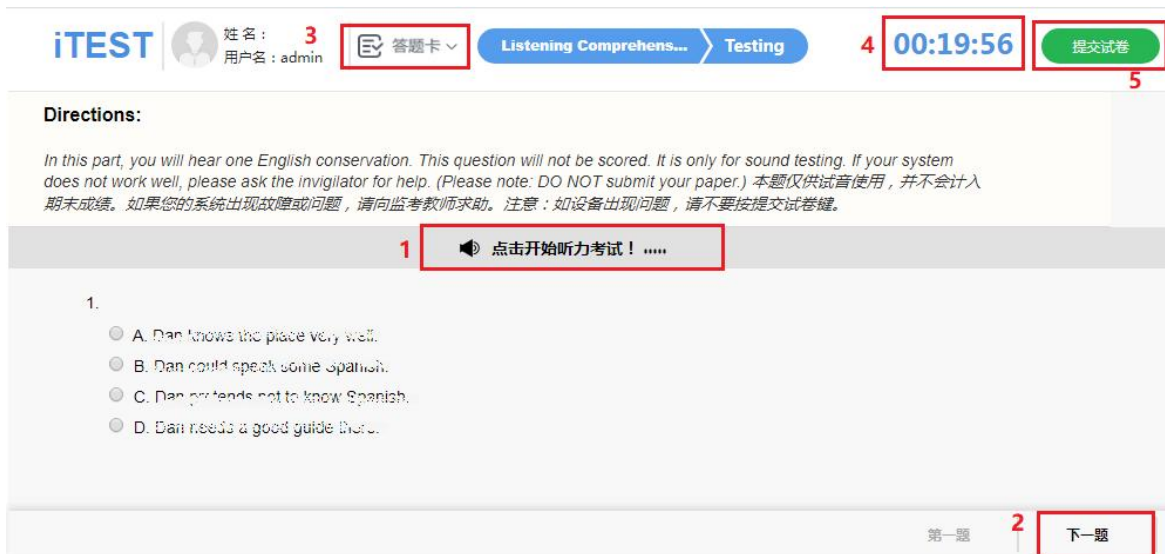 iTEST
姓 名：
用户名：admin
3
答题卡
Listening Comprehens...
Testing
4
00:19:56
提交试卷
5
Directions:
In this part, you will hear one English conservation. This question will not be scored. It is only for sound testing. If your system
does not work well, please ask the invigilator for help. (Please note: DO NOT submit your paper.) 本题仅供试音使用，并不会计入
期末成绩。如果您的系统出现故障或问题，请向监考教师求助。注意：如设备出现问题，请不要按提交试卷键。
1
点击开始听力考试！.....
1.
A. Dan knows the place very well.
B. Dan could speak some Spanish.
C. Dan pretends not to know Spanish.
D. Dan needs a good guide there.
第一题
2
下一题